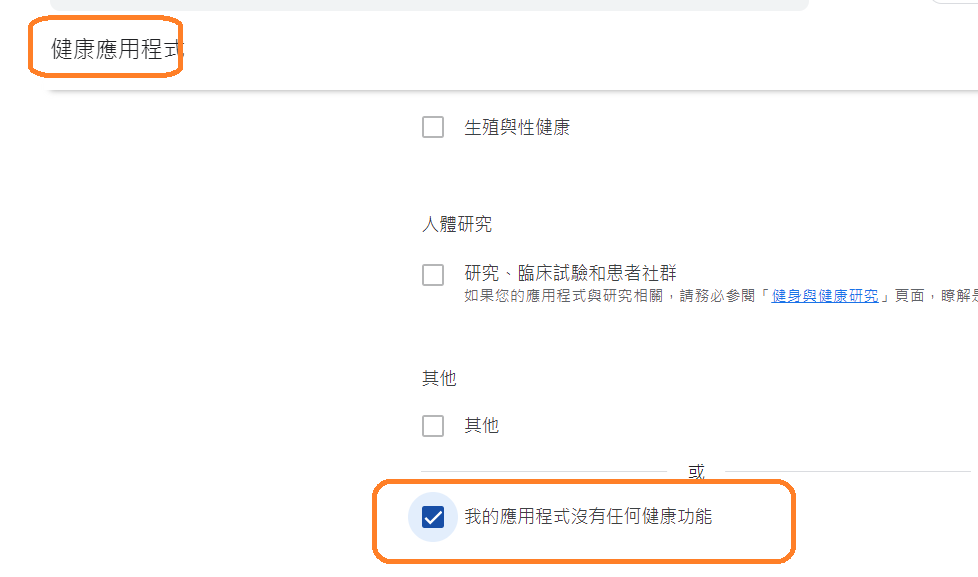 健康應用程式
生殖與性健康
人體研究
研究、臨床試驗和患者社群
如果您的應用程式與研究相關，請務必參閱「健身與健康研究」頁面，瞭解是
其他
其他
或
我的應用程式沒有任何健康功能